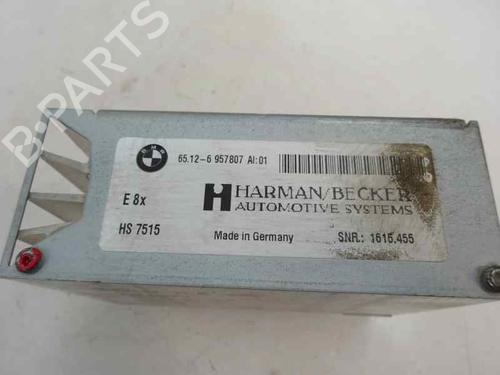 B-PARTS
BMW
65.12-6 957807 AI:01
E 8x
HARMAN/BECKER
AUTOMOTIVE SYSTEMS
HS 7515
Made in Germany
SNR.: 1615.455